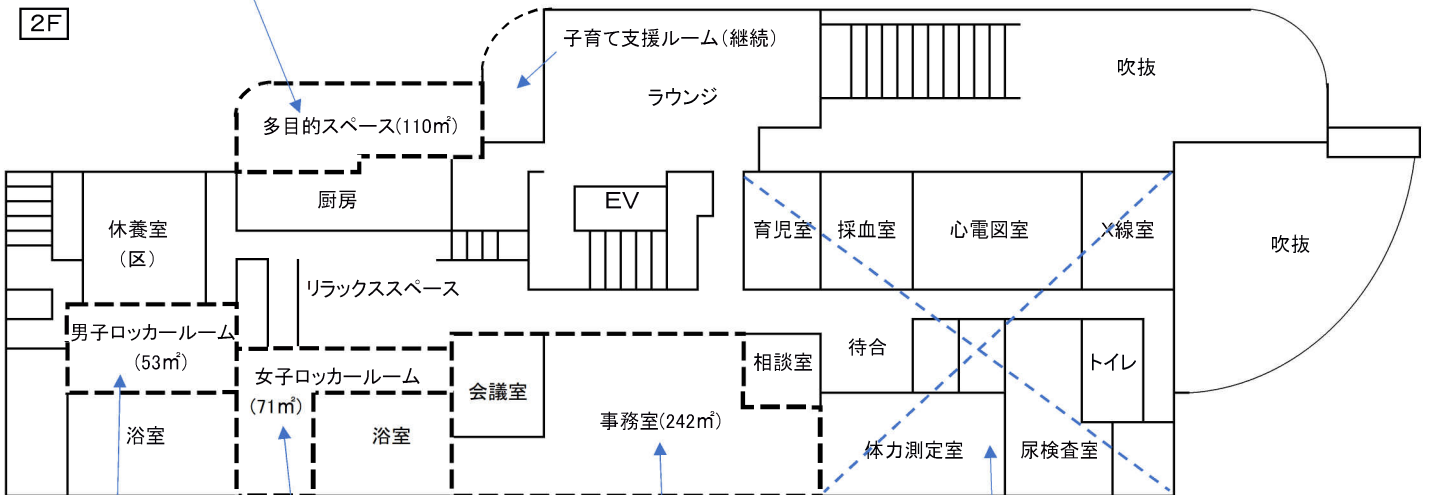 2F
子育て支援ルーム(継続)
吹抜
ラウンジ
多目的スペース(110㎡)
厨房
EV
休養室
(区)
育児室
採血室
心電図室
X線室
吹抜
リラックススペース
男子ロッカールーム
(53㎡)
女子ロッカールーム
(71㎡)
会議室
相談室
待合
トイレ
事務室(242㎡)
浴室
浴室
体力測定室
尿検査室